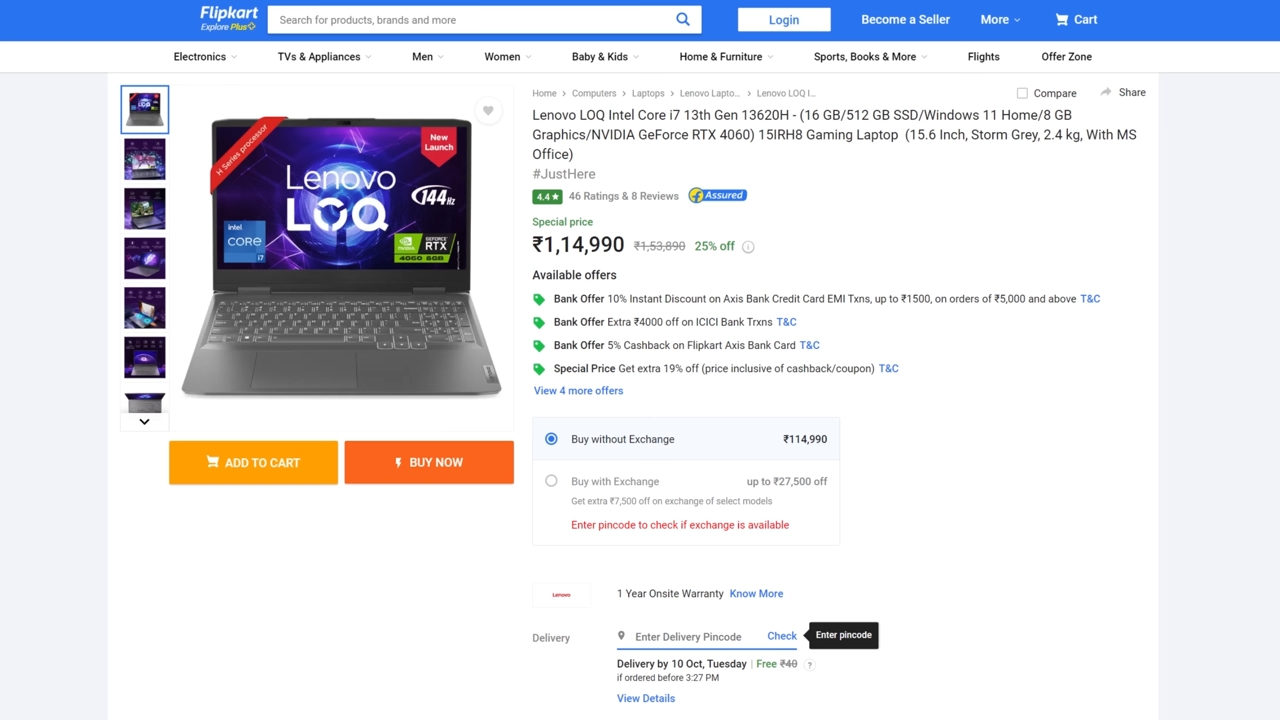 Flipkart
Explore Plus
Search for products, brands and more
Login
Become a Seller
More
Cart
Electronics
TVs & Appliances
Men
Women
Baby & Kids
Home & Furniture
Sports, Books & More
Flights
Offer Zone
Home > Computers > Laptops > Lenovo Lapto... > Lenovo LOQ I...
Compare
Share
Lenovo LOQ Intel Core i7 13th Gen 13620H - (16 GB/512 GB SSD/Windows 11 Home/8 GB
Graphics/NVIDIA GeForce RTX 4060) 15IRH8 Gaming Laptop (15.6 Inch, Storm Grey, 2.4 kg, With MS
Office)
#JustHere
4.4 ★ 46 Ratings & 8 Reviews Assured
Special price
₹1,14,990 ₹1,53,890 25% off
Available offers
Bank Offer 10% Instant Discount on Axis Bank Credit Card EMI Txns, up to ₹1500, on orders of ₹5,000 and above T&C
Bank Offer Extra ₹4000 off on ICICI Bank Trxns T&C
Bank Offer 5% Cashback on Flipkart Axis Bank Card T&C
Special Price Get extra 19% off (price inclusive of cashback/coupon) T&C
View 4 more offers
H Series processor
New
Launch
Lenovo
LOQ
144Hz
intel
CORE
i7
NVIDIA
GEFORCE
RTX
4060 8GB
ADD TO CART
BUY NOW
Buy without Exchange ₹114,990
Buy with Exchange up to ₹27,500 off
Get extra ₹7,500 off on exchange of select models
Enter pincode to check if exchange is available
Lenovo
1 Year Onsite Warranty Know More
Delivery
Enter Delivery Pincode
Check
Enter pincode
Delivery by 10 Oct, Tuesday | Free ₹40 ?
if ordered before 3:27 PM
View Details